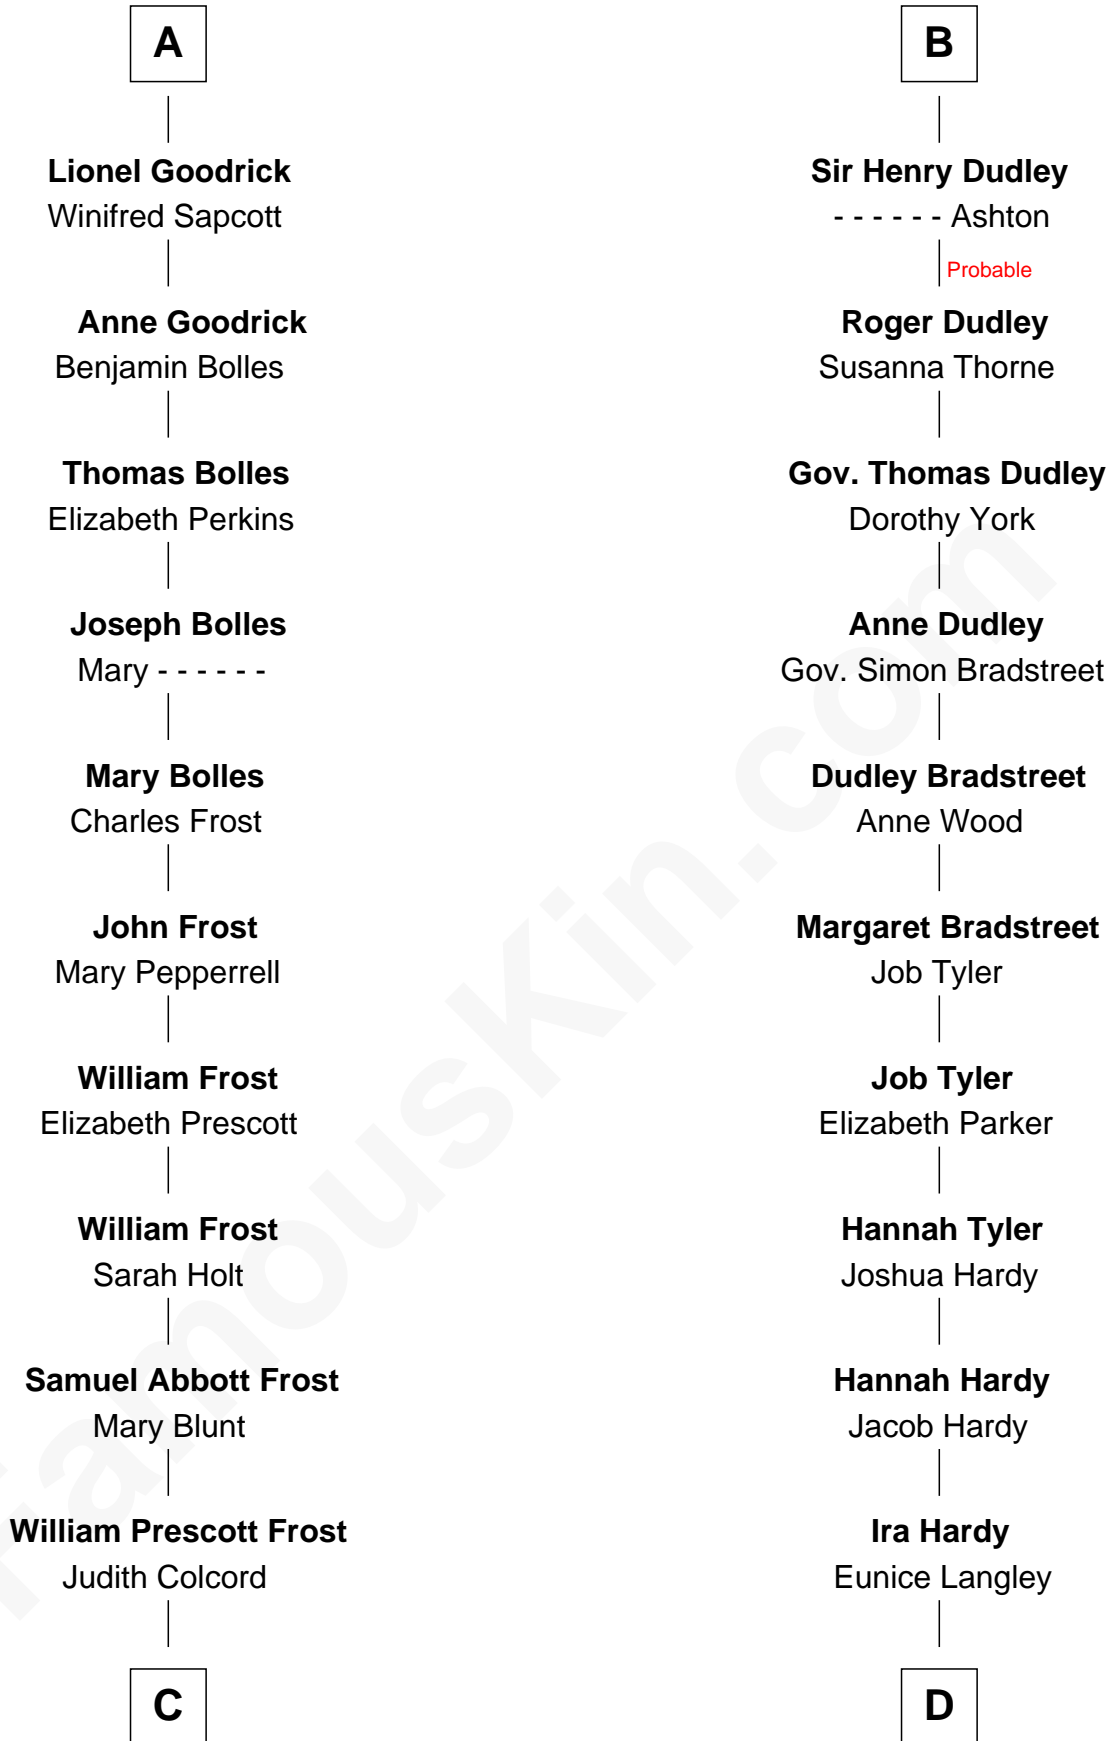 A
Lionel Goodrick
Winifred Sapcott
Anne Goodrick
Benjamin Bolles
Thomas Bolles
Elizabeth Perkins
Joseph Bolles
Mary - - - - - -
Mary Bolles
Charles Frost
John Frost
Mary Pepperrell
William Frost
Elizabeth Prescott
William Frost
Sarah Holt
Samuel Abbott Frost
Mary Blunt
William Prescott Frost
Judith Colcord
C
B
Sir Henry Dudley
- - - - - - Ashton
Probable
Roger Dudley
Susanna Thorne
Gov. Thomas Dudley
Dorothy York
Anne Dudley
Gov. Simon Bradstreet
Dudley Bradstreet
Anne Wood
Margaret Bradstreet
Job Tyler
Job Tyler
Elizabeth Parker
Hannah Tyler
Joshua Hardy
Hannah Hardy
Jacob Hardy
Ira Hardy
Eunice Langley
D
FamousKin.com